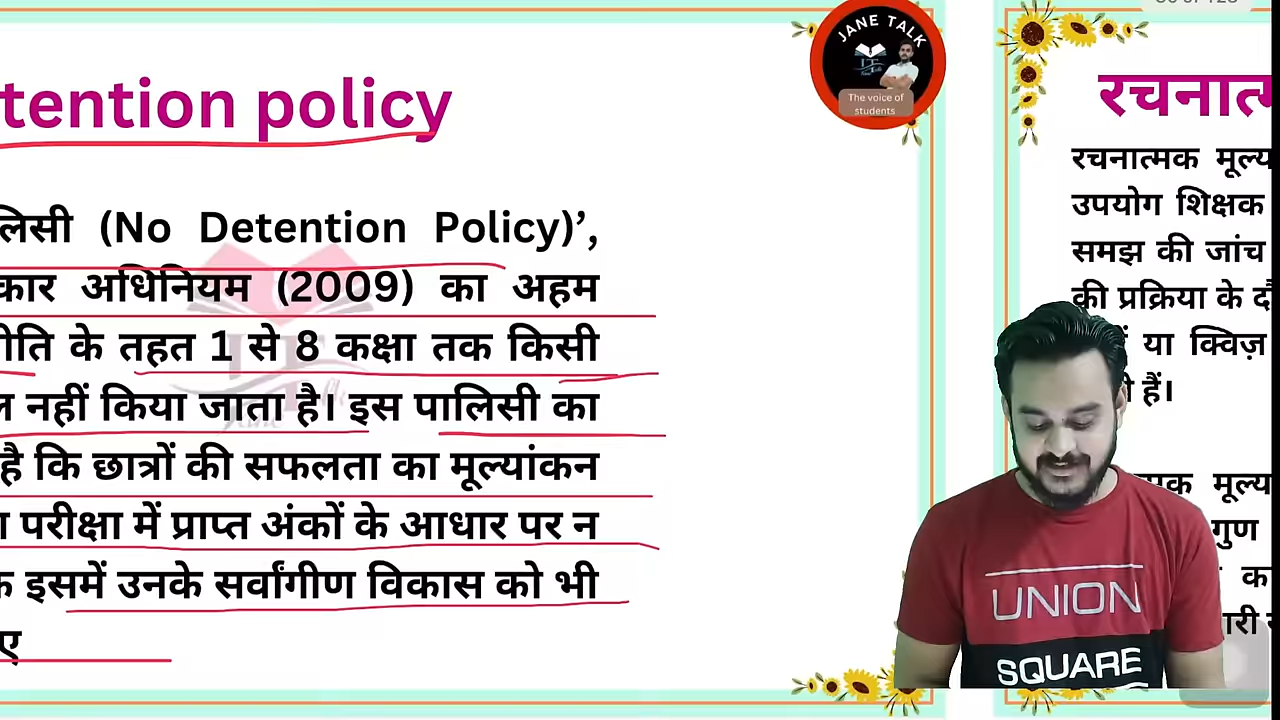 tention policy
लिसी (No Detention Policy)’,
कार अधिनियम (2009) का अहम
ीति के तहत 1 से 8 कक्षा तक किसी
नहीं किया जाता है। इस पालिसी का
है कि छात्रों की सफलता का मूल्यांकन
परीक्षा में प्राप्त अंकों के आधार पर न
इसमें उनके सर्वांगीण विकास को भी
ए
JANE TALK
The voice of
students
रचनात्म
रचनात्मक मूल्य
उपयोग शिक्षक
समझ की जांच
की प्रक्रिया के दौ
या क्विज़
हैं।
मूल्य
गुण
UNION
SQUARE